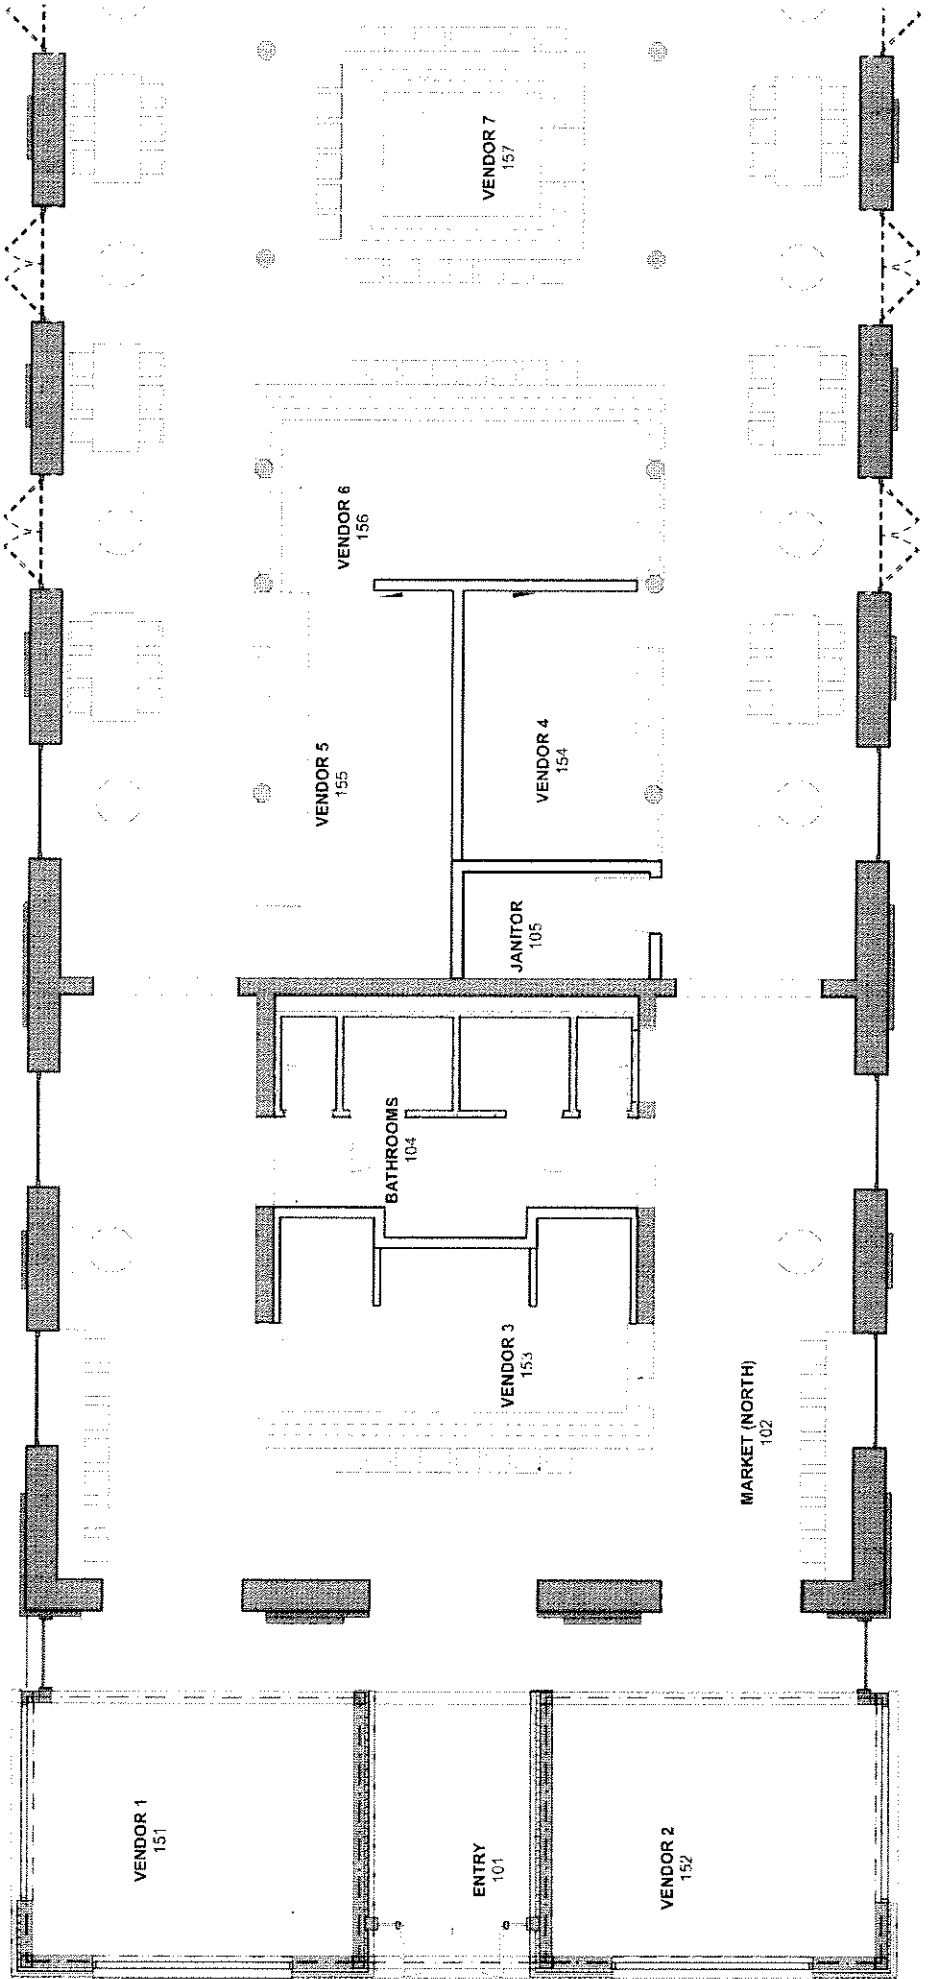 VENDOR 7
157
VENDOR 6
156
VENDOR 5
155
VENDOR 4
154
JANITOR
105
BATHROOMS
104
VENDOR 3
153
MARKET (NORTH)
102
VENDOR 1
151
ENTRY
101
VENDOR 2
152